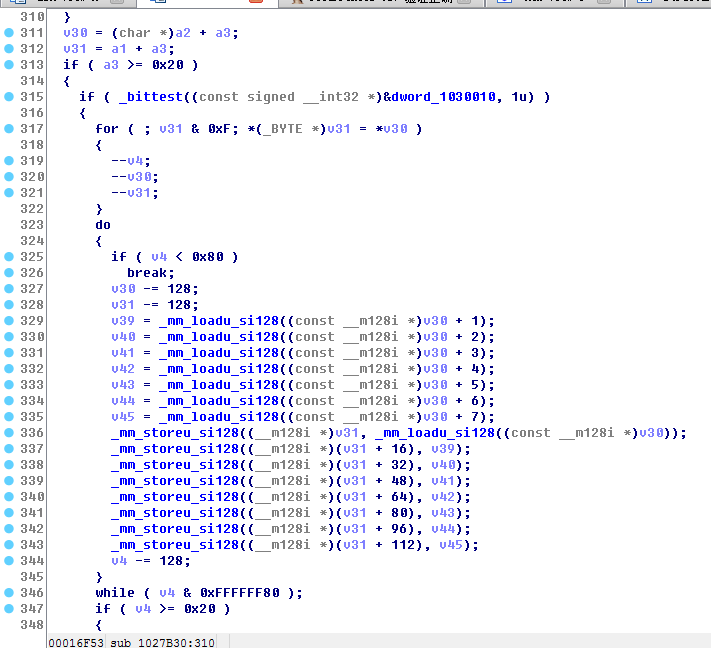 310 }
311 v30 = (char *)a2 + a3;
312 v31 = a1 + a3;
313 if ( a3 >= 0x20 )
314 {
315 if ( _bittest((const signed __int32 *)&dword_1030010, 1u) )
316 {
317 for ( ; v31 & 0xF; *(_BYTE *)v31 = *v30 )
318 {
319 --v4;
320 --v30;
321 --v31;
322 }
323 do
324 {
325 if ( v4 < 0x80 )
326 break;
327 v30 -= 128;
328 v31 -= 128;
329 v39 = _mm_loadu_si128((const __m128i *)v30 + 1);
330 v40 = _mm_loadu_si128((const __m128i *)v30 + 2);
331 v41 = _mm_loadu_si128((const __m128i *)v30 + 3);
332 v42 = _mm_loadu_si128((const __m128i *)v30 + 4);
333 v43 = _mm_loadu_si128((const __m128i *)v30 + 5);
334 v44 = _mm_loadu_si128((const __m128i *)v30 + 6);
335 v45 = _mm_loadu_si128((const __m128i *)v30 + 7);
336 _mm_storeu_si128((__m128i *)v31, _mm_loadu_si128((const __m128i *)v30));
337 _mm_storeu_si128((__m128i *)(v31 + 16), v39);
338 _mm_storeu_si128((__m128i *)(v31 + 32), v40);
339 _mm_storeu_si128((__m128i *)(v31 + 48), v41);
340 _mm_storeu_si128((__m128i *)(v31 + 64), v42);
341 _mm_storeu_si128((__m128i *)(v31 + 80), v43);
342 _mm_storeu_si128((__m128i *)(v31 + 96), v44);
343 _mm_storeu_si128((__m128i *)(v31 + 112), v45);
344 v4 -= 128;
345 }
346 while ( v4 & 0xFFFFFF80 );
347 if ( v4 >= 0x20 )
348 {
00016F53 sub_1027B30:310